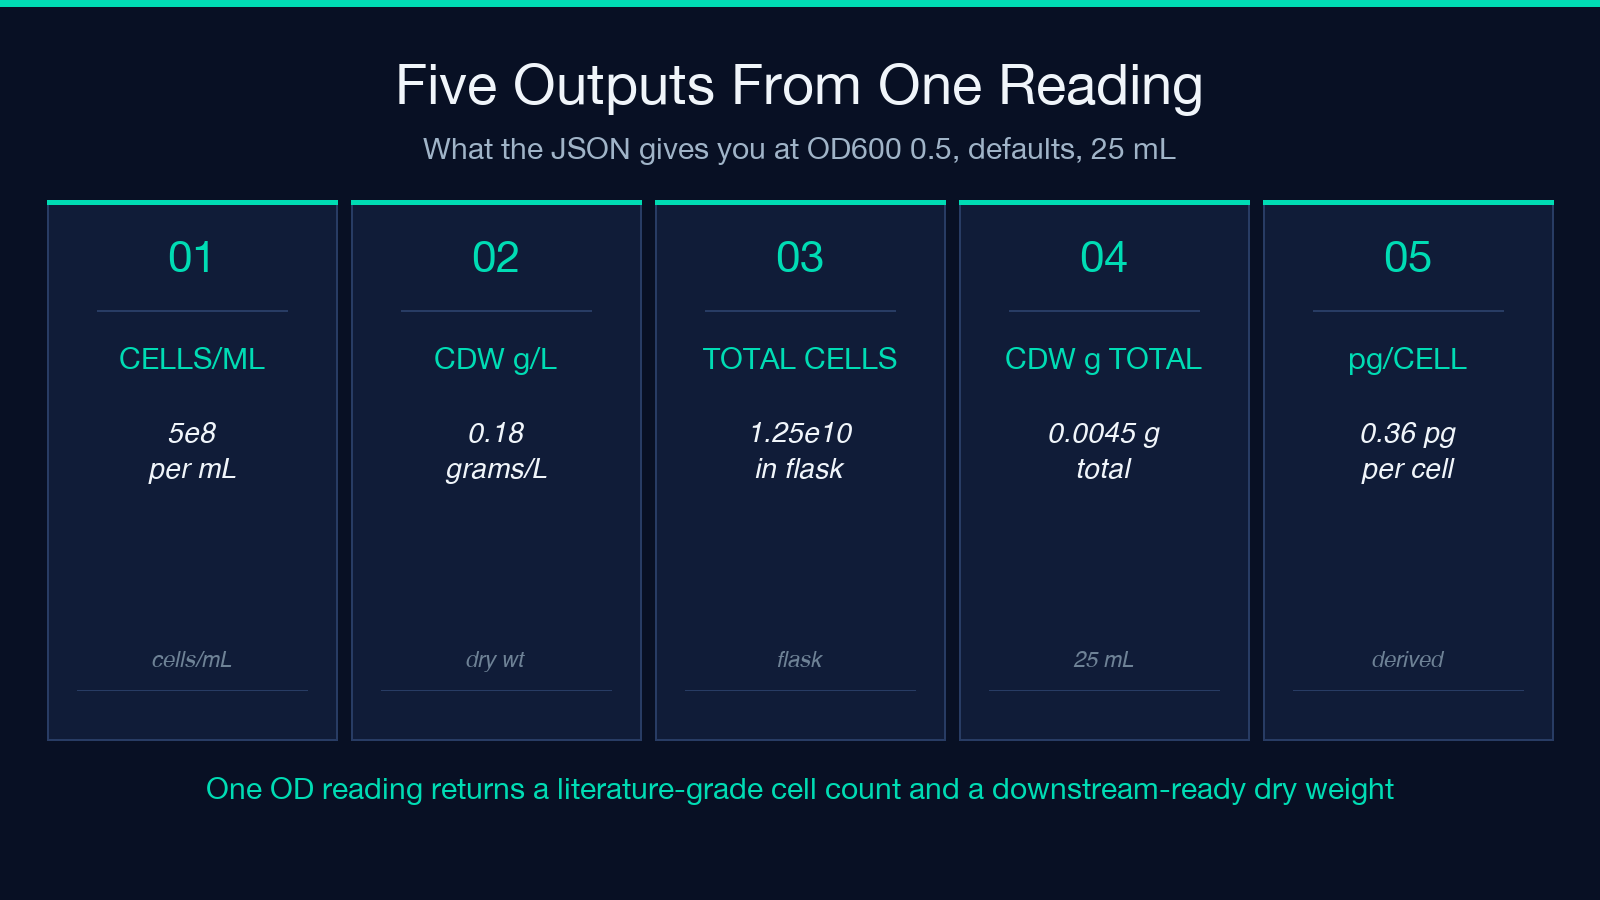 Five Outputs From One Reading
What the JSON gives you at OD600 0.5, defaults, 25 mL
01
CELLS/ML
5e8
per mL
cells/mL
02
CDW g/L
0.18
grams/L
dry wt
03
TOTAL CELLS
1.25e10
in flask
flask
04
CDW g TOTAL
0.0045 g
total
25 mL
05
pg/CELL
0.36 pg
per cell
derived
One OD reading returns a literature-grade cell count and a downstream-ready dry weight